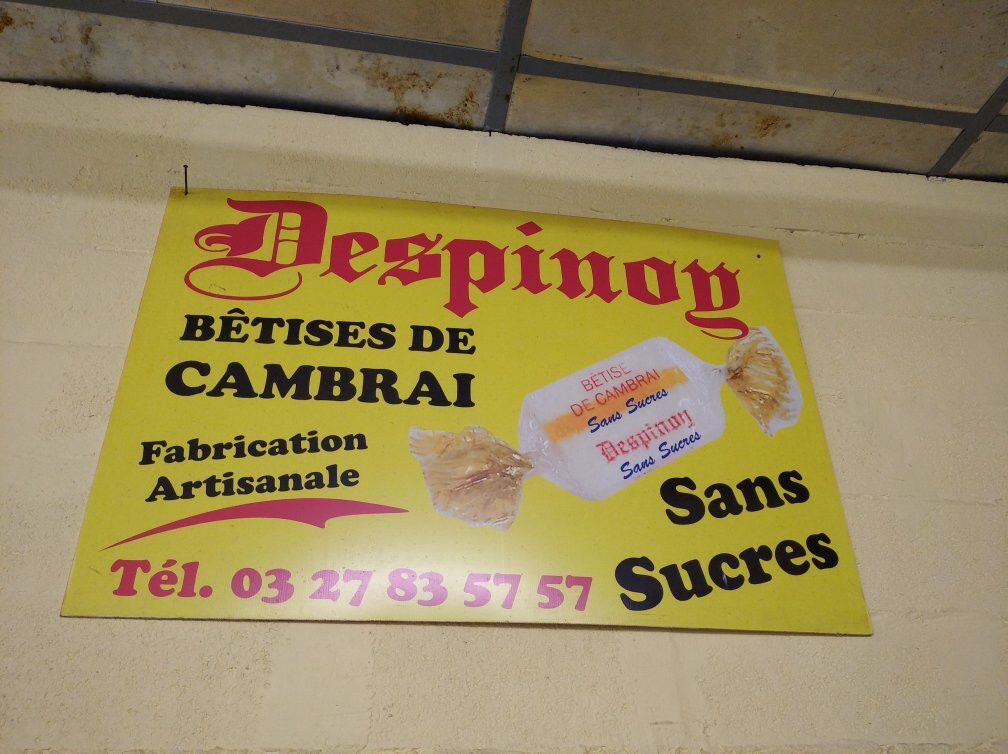 Despinoy
BÊTISES DE
CAMBRAI
Fabrication
Artisanale
BÊTISE
DE CAMBRAI
Sans Sucres
Despinoy
Sans Sucres
Sans
Sucres
Tél. 03 27 83 57 57